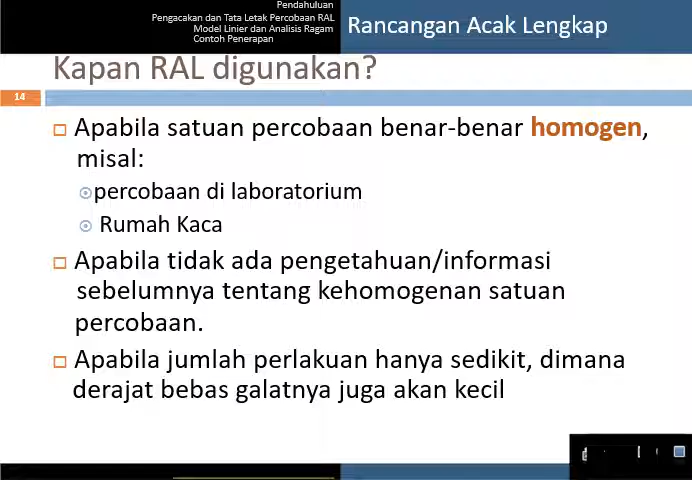 Pendahuluan
Pengacakan dan Tata Letak Percobaan RAL
Model Linier dan Analisis Ragam
Contoh Penerapan
Rancangan Acak Lengkap
Kapan RAL digunakan?
14
Apabila satuan percobaan benar-benar homogen,
misal:
percobaan di laboratorium
Rumah Kaca
Apabila tidak ada pengetahuan/informasi
sebelumnya tentang kehomogenan satuan
percobaan.
Apabila jumlah perlakuan hanya sedikit, dimana
derajat bebas galatnya juga akan kecil